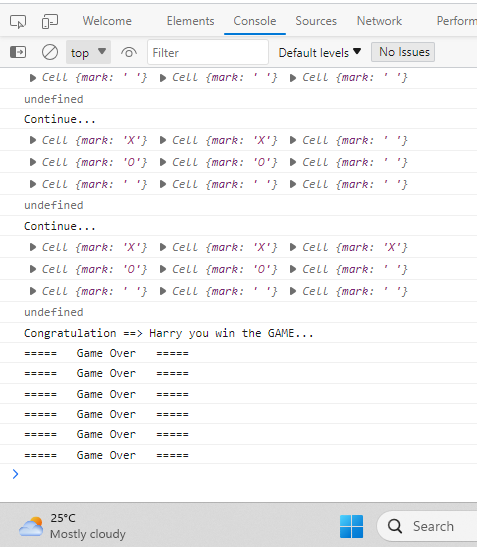 Welcome Elements Console Sources Network Perform
top Filter Default levels No Issues
Cell {mark: ' '} Cell {mark: ' '} Cell {mark: ' '}
undefined
Continue...
Cell {mark: 'X'} Cell {mark: 'X'} Cell {mark: ' '}
Cell {mark: 'O'} Cell {mark: 'O'} Cell {mark: ' '}
Cell {mark: ' '} Cell {mark: ' '} Cell {mark: ' '}
undefined
Continue...
Cell {mark: 'X'} Cell {mark: 'X'} Cell {mark: 'X'}
Cell {mark: 'O'} Cell {mark: 'O'} Cell {mark: ' '}
Cell {mark: ' '} Cell {mark: ' '} Cell {mark: ' '}
undefined
Congratulation ==> Harry you win the GAME...
===== Game Over =====
===== Game Over =====
===== Game Over =====
===== Game Over =====
===== Game Over =====
===== Game Over =====
25°C
Mostly cloudy
Search